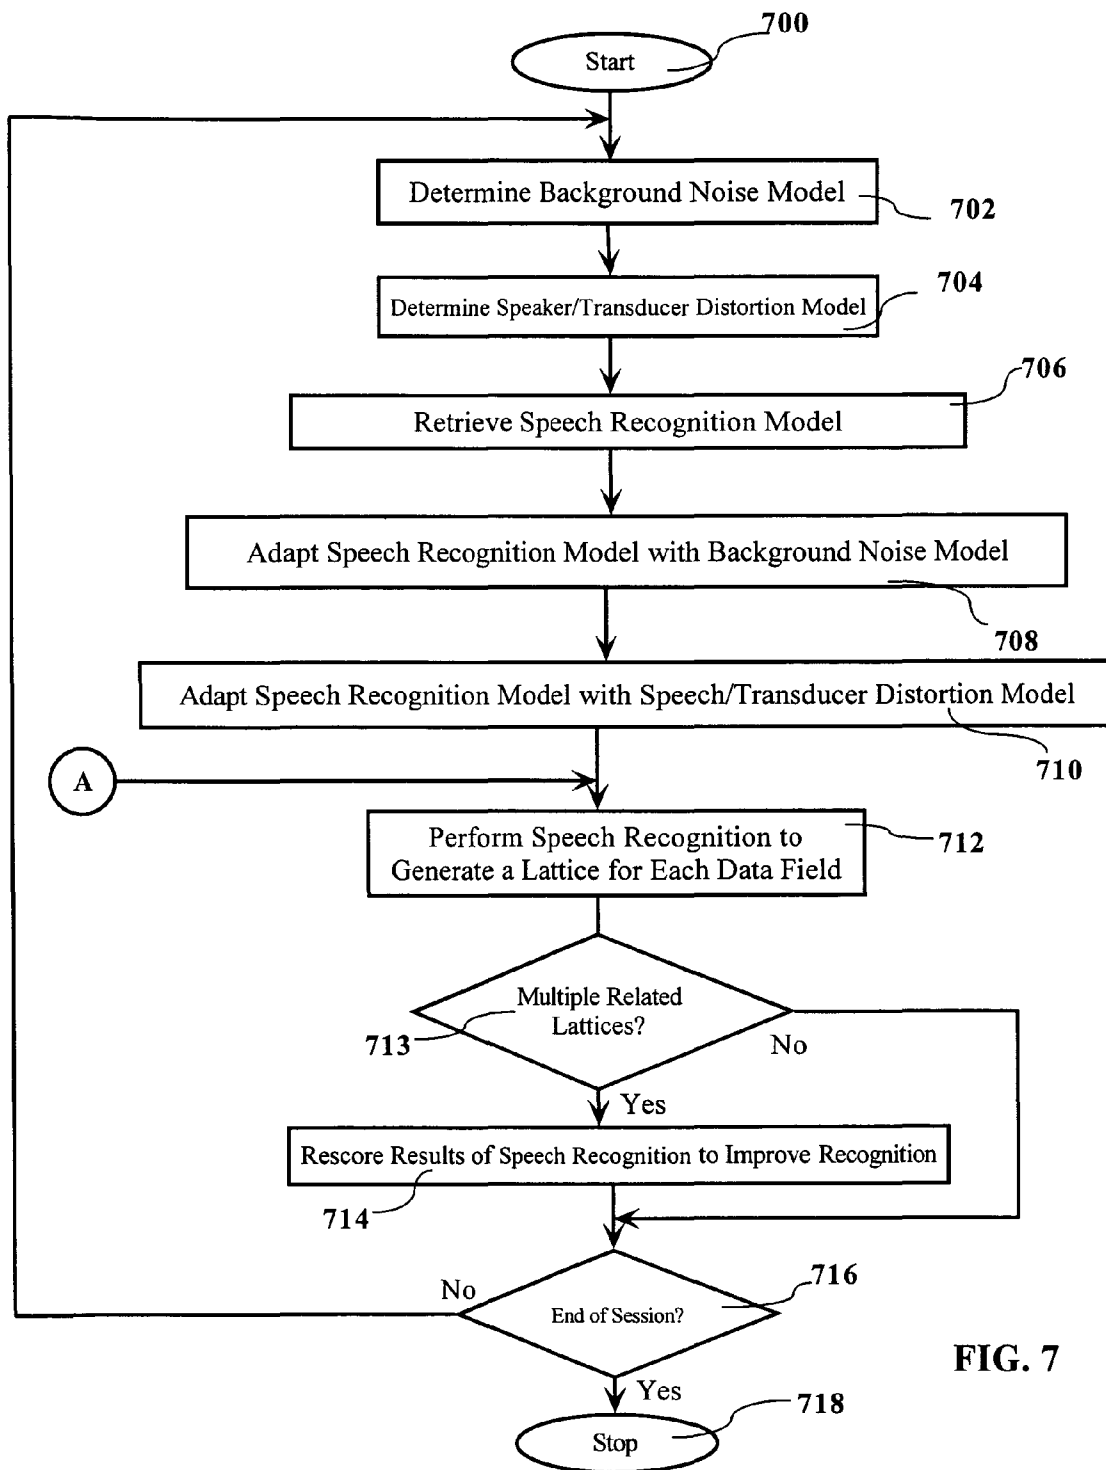 700
Start
Determine Background Noise Model
702
704
Determine Speaker/Transducer Distortion Model
706
Retrieve Speech Recognition Model
Adapt Speech Recognition Model with Background Noise Model
708
Adapt Speech Recognition Model with Speech/Transducer Distortion Model
710
A
Perform Speech Recognition to
Generate a Lattice for Each Data Field
712
Multiple Related
Lattices?
713
No
Yes
Rescore Results of Speech Recognition to Improve Recognition
714
No
716
End of Session?
FIG. 7
Yes
718
Stop